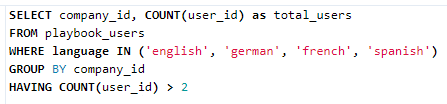 SELECT company_id, COUNT(user_id) as total_users
FROM playbook_users
WHERE language IN ('english', 'german', 'french', 'spanish')
GROUP BY company_id
HAVING COUNT(user_id) > 2